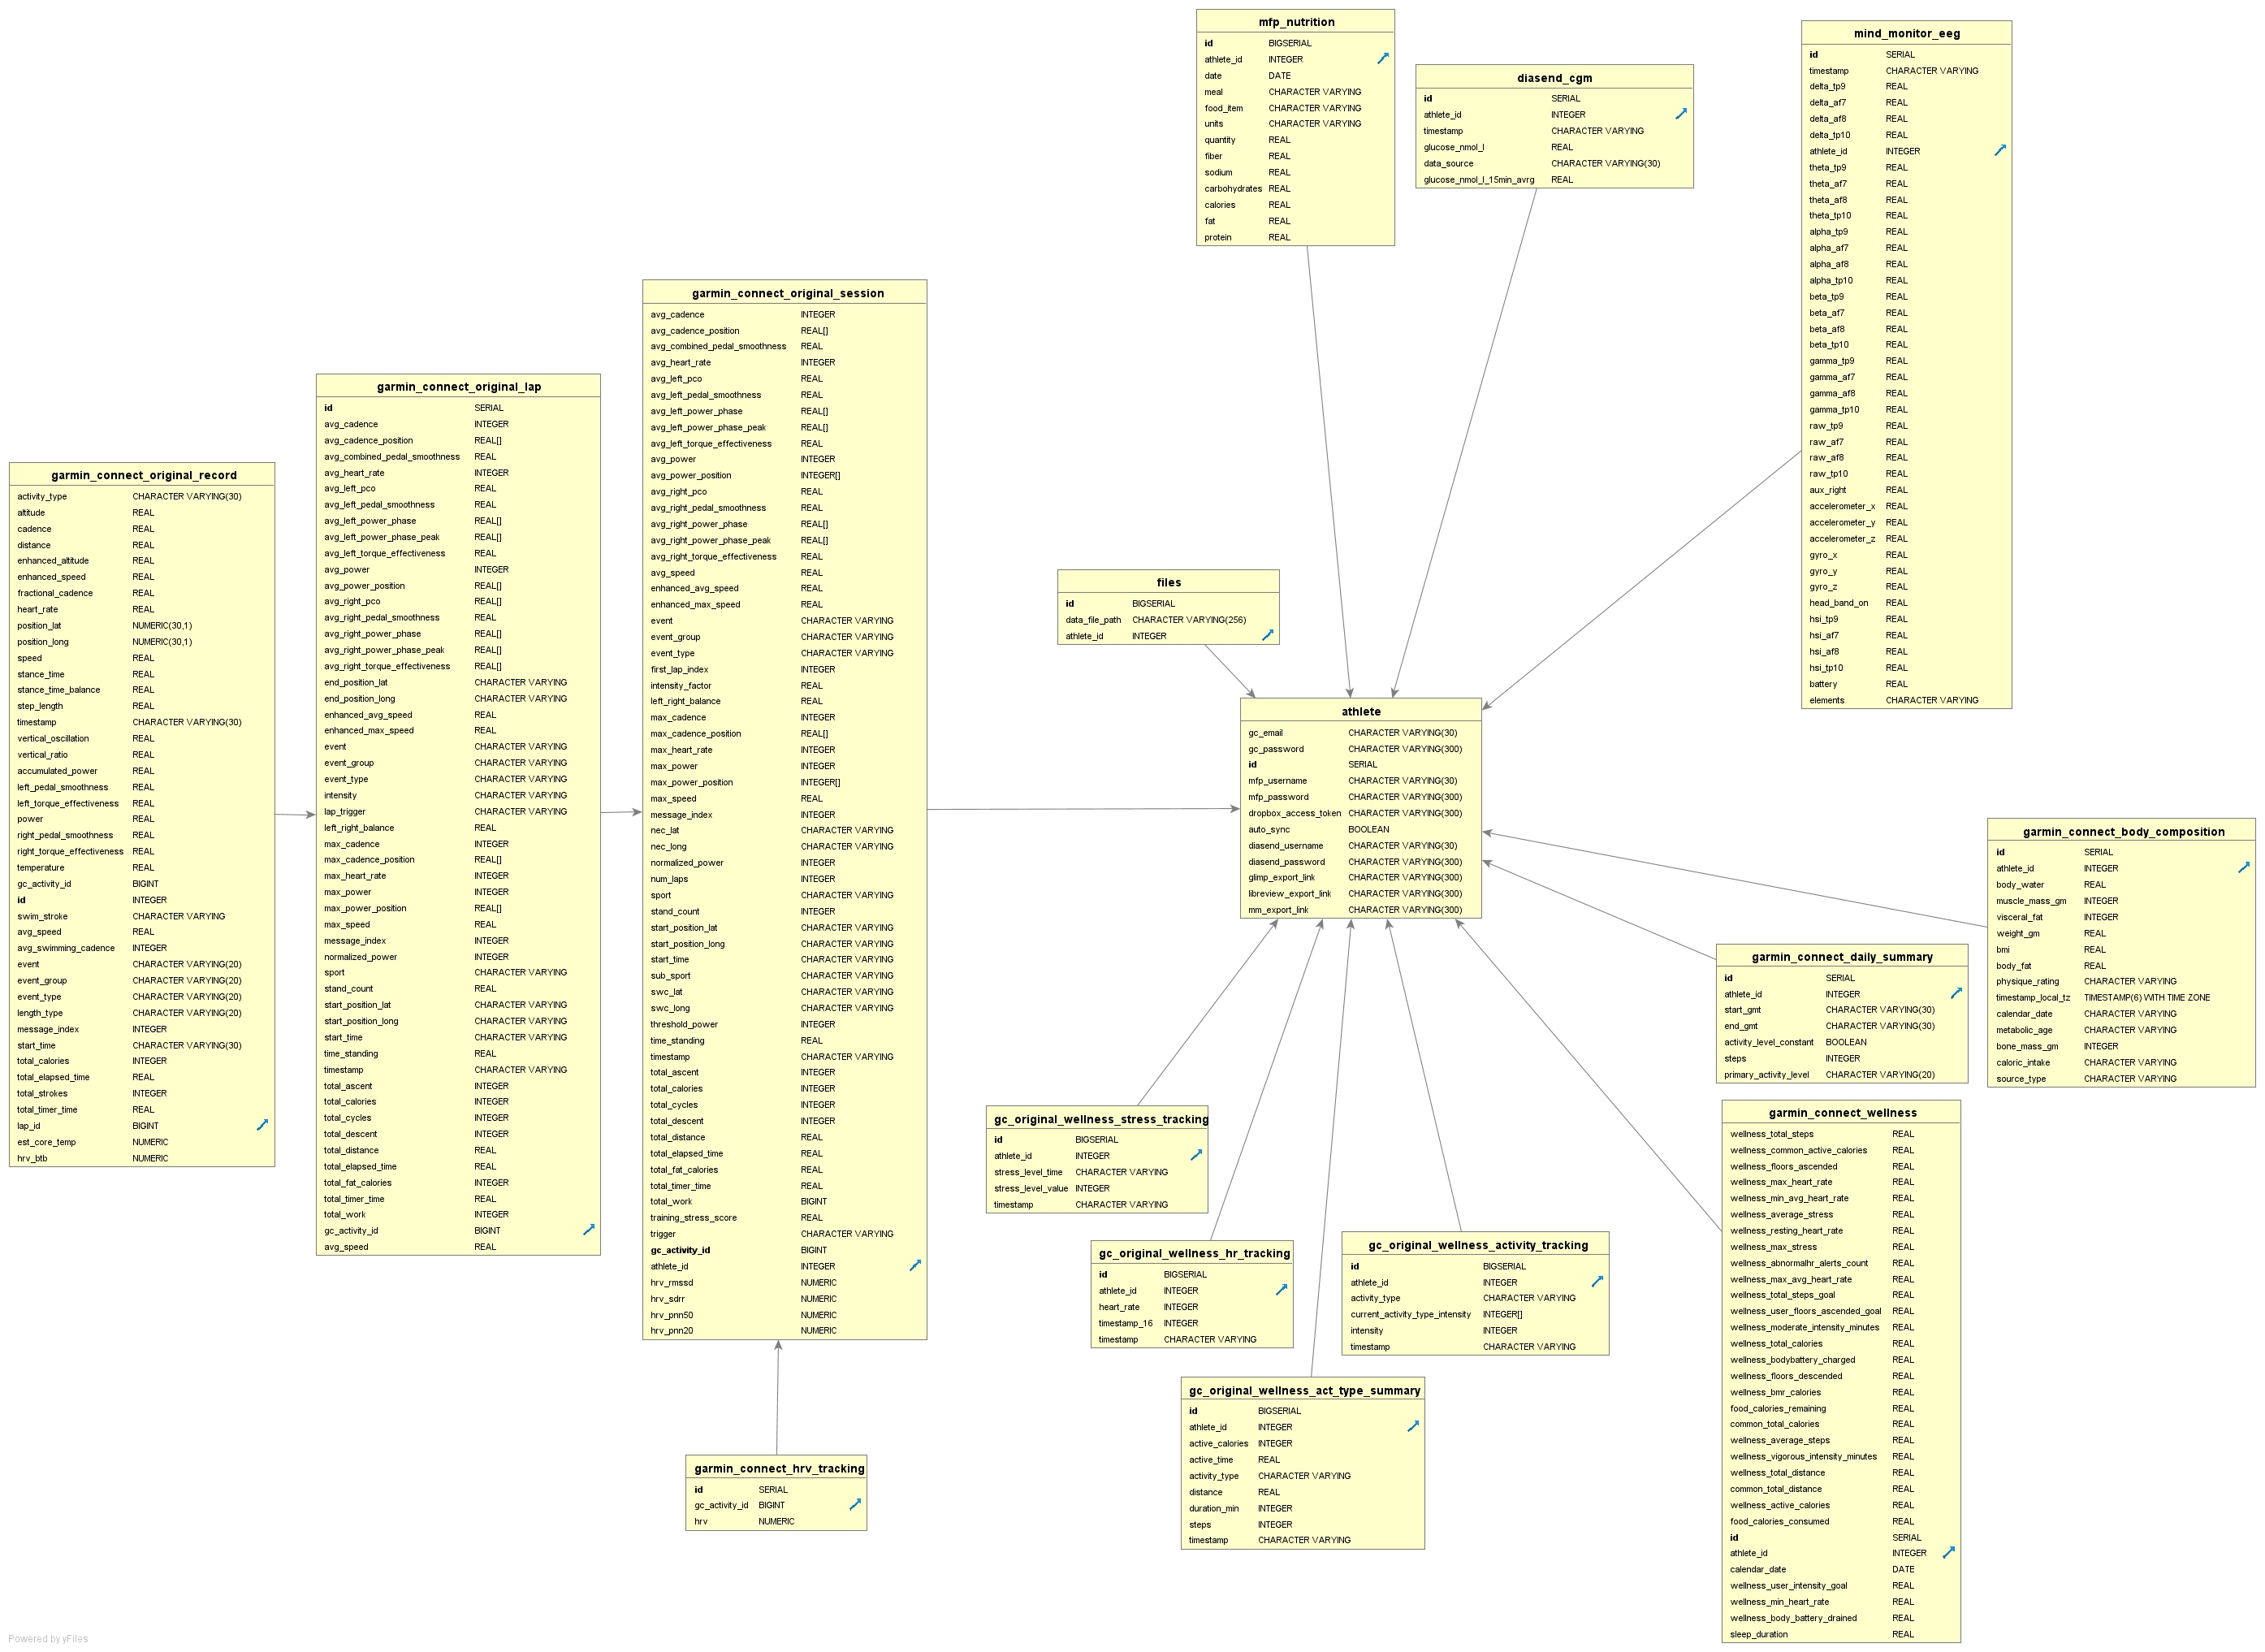 mfp_nutrition
id BIGSERIAL
athlete_id INTEGER
date DATE
meal CHARACTER VARYING
food_item CHARACTER VARYING
units CHARACTER VARYING
quantity REAL
fiber REAL
sodium REAL
carbohydrates REAL
calories REAL
fat REAL
protein REAL
diasend_cgm
id SERIAL
athlete_id INTEGER
timestamp CHARACTER VARYING
glucose_nmol_l REAL
data_source CHARACTER VARYING(30)
glucose_nmol_l_15min_avrg REAL
mind_monitor_eeg
id SERIAL
timestamp CHARACTER VARYING
delta_tp9 REAL
delta_af7 REAL
delta_af8 REAL
delta_tp10 REAL
athlete_id INTEGER
theta_tp9 REAL
theta_af7 REAL
theta_af8 REAL
theta_tp10 REAL
alpha_tp9 REAL
alpha_af7 REAL
alpha_af8 REAL
alpha_tp10 REAL
beta_tp9 REAL
beta_af7 REAL
beta_af8 REAL
beta_tp10 REAL
gamma_tp9 REAL
gamma_af7 REAL
gamma_af8 REAL
gamma_tp10 REAL
raw_tp9 REAL
raw_af7 REAL
raw_af8 REAL
raw_tp10 REAL
aux_right REAL
accelerometer_x REAL
accelerometer_y REAL
accelerometer_z REAL
gyro_x REAL
gyro_y REAL
gyro_z REAL
head_band_on REAL
hsi_tp9 REAL
hsi_af7 REAL
hsi_af8 REAL
hsi_tp10 REAL
battery REAL
elements CHARACTER VARYING
garmin_connect_original_session
avg_cadence INTEGER
avg_cadence_position REAL[]
avg_combined_pedal_smoothness REAL
avg_heart_rate INTEGER
avg_left_pco REAL
avg_left_pedal_smoothness REAL
avg_left_power_phase REAL[]
avg_left_power_phase_peak REAL[]
avg_left_torque_effectiveness REAL
avg_power INTEGER
avg_power_position INTEGER[]
avg_right_pco REAL
avg_right_pedal_smoothness REAL
avg_right_power_phase REAL[]
avg_right_power_phase_peak REAL[]
avg_right_torque_effectiveness REAL
avg_speed REAL
enhanced_avg_speed REAL
enhanced_max_speed REAL
event CHARACTER VARYING
event_group CHARACTER VARYING
event_type CHARACTER VARYING
first_lap_index INTEGER
intensity_factor REAL
left_right_balance REAL
max_cadence INTEGER
max_cadence_position REAL[]
max_heart_rate INTEGER
max_power INTEGER
max_power_position INTEGER[]
max_speed REAL
message_index INTEGER
nec_lat CHARACTER VARYING
nec_long CHARACTER VARYING
normalized_power INTEGER
num_laps INTEGER
sport CHARACTER VARYING
stand_count INTEGER
start_position_lat CHARACTER VARYING
start_position_long CHARACTER VARYING
start_time CHARACTER VARYING
sub_sport CHARACTER VARYING
swc_lat CHARACTER VARYING
swc_long CHARACTER VARYING
threshold_power INTEGER
time_standing REAL
timestamp CHARACTER VARYING
total_ascent INTEGER
total_calories INTEGER
total_cycles INTEGER
total_descent INTEGER
total_distance REAL
total_elapsed_time REAL
total_fat_calories REAL
total_timer_time REAL
total_work BIGINT
training_stress_score REAL
trigger CHARACTER VARYING
gc_activity_id BIGINT
athlete_id INTEGER
hrv_rmssd NUMERIC
hrv_sdrr NUMERIC
hrv_pnn50 NUMERIC
hrv_pnn20 NUMERIC
garmin_connect_original_lap
id SERIAL
avg_cadence INTEGER
avg_cadence_position REAL[]
avg_combined_pedal_smoothness REAL
avg_heart_rate INTEGER
avg_left_pco REAL
avg_left_pedal_smoothness REAL
avg_left_power_phase REAL[]
avg_left_power_phase_peak REAL[]
avg_left_torque_effectiveness REAL
avg_power INTEGER
avg_power_position REAL[]
avg_right_pco REAL[]
avg_right_pedal_smoothness REAL
avg_right_power_phase REAL[]
avg_right_power_phase_peak REAL[]
avg_right_torque_effectiveness REAL[]
end_position_lat CHARACTER VARYING
end_position_long CHARACTER VARYING
enhanced_avg_speed REAL
enhanced_max_speed REAL
event CHARACTER VARYING
event_group CHARACTER VARYING
event_type CHARACTER VARYING
intensity CHARACTER VARYING
lap_trigger CHARACTER VARYING
left_right_balance REAL
max_cadence INTEGER
max_cadence_position REAL[]
max_heart_rate INTEGER
max_power INTEGER
max_power_position REAL[]
max_speed REAL
message_index INTEGER
normalized_power INTEGER
sport CHARACTER VARYING
stand_count REAL
start_position_lat CHARACTER VARYING
start_position_long CHARACTER VARYING
start_time CHARACTER VARYING
time_standing REAL
timestamp CHARACTER VARYING
total_ascent INTEGER
total_calories INTEGER
total_cycles INTEGER
total_descent INTEGER
total_distance REAL
total_elapsed_time REAL
total_fat_calories INTEGER
total_timer_time REAL
total_work INTEGER
gc_activity_id BIGINT
avg_speed REAL
garmin_connect_original_record
activity_type CHARACTER VARYING(30)
altitude REAL
cadence REAL
distance REAL
enhanced_altitude REAL
enhanced_speed REAL
fractional_cadence REAL
heart_rate REAL
position_lat NUMERIC(30,1)
position_long NUMERIC(30,1)
speed REAL
stance_time REAL
stance_time_balance REAL
step_length REAL
timestamp CHARACTER VARYING(30)
vertical_oscillation REAL
vertical_ratio REAL
accumulated_power REAL
left_pedal_smoothness REAL
left_torque_effectiveness REAL
power REAL
right_pedal_smoothness REAL
right_torque_effectiveness REAL
temperature REAL
gc_activity_id BIGINT
id INTEGER
swim_stroke CHARACTER VARYING
avg_speed REAL
avg_swimming_cadence INTEGER
event CHARACTER VARYING(20)
event_group CHARACTER VARYING(20)
event_type CHARACTER VARYING(20)
length_type CHARACTER VARYING(20)
message_index INTEGER
start_time CHARACTER VARYING(30)
total_calories INTEGER
total_elapsed_time REAL
total_strokes INTEGER
total_timer_time REAL
lap_id BIGINT
est_core_temp NUMERIC
hrv_btb NUMERIC
files
id BIGSERIAL
data_file_path CHARACTER VARYING(256)
athlete_id INTEGER
athlete
gc_email CHARACTER VARYING(30)
gc_password CHARACTER VARYING(300)
id SERIAL
mfp_username CHARACTER VARYING(30)
mfp_password CHARACTER VARYING(300)
dropbox_access_token CHARACTER VARYING(300)
auto_sync BOOLEAN
diasend_username CHARACTER VARYING(30)
diasend_password CHARACTER VARYING(300)
glimp_export_link CHARACTER VARYING(300)
libreview_export_link CHARACTER VARYING(300)
mm_export_link CHARACTER VARYING(300)
garmin_connect_body_composition
id SERIAL
athlete_id INTEGER
body_water REAL
muscle_mass_gm INTEGER
visceral_fat INTEGER
weight_gm REAL
bmi REAL
body_fat REAL
physique_rating CHARACTER VARYING
timestamp_local_tz TIMESTAMP(6) WITH TIME ZONE
calendar_date CHARACTER VARYING
metabolic_age CHARACTER VARYING
bone_mass_gm INTEGER
caloric_intake CHARACTER VARYING
source_type CHARACTER VARYING
garmin_connect_daily_summary
id SERIAL
athlete_id INTEGER
start_gmt CHARACTER VARYING(30)
end_gmt CHARACTER VARYING(30)
activity_level_constant BOOLEAN
steps INTEGER
primary_activity_level CHARACTER VARYING(20)
gc_original_wellness_stress_tracking
id BIGSERIAL
athlete_id INTEGER
stress_level_time CHARACTER VARYING
stress_level_value INTEGER
timestamp CHARACTER VARYING
gc_original_wellness_hr_tracking
id BIGSERIAL
athlete_id INTEGER
heart_rate INTEGER
timestamp_16 INTEGER
timestamp CHARACTER VARYING
gc_original_wellness_activity_tracking
id BIGSERIAL
athlete_id INTEGER
activity_type CHARACTER VARYING
current_activity_type_intensity INTEGER[]
intensity INTEGER
timestamp CHARACTER VARYING
gc_original_wellness_act_type_summary
id BIGSERIAL
athlete_id INTEGER
active_calories INTEGER
active_time REAL
activity_type CHARACTER VARYING
distance REAL
duration_min INTEGER
steps INTEGER
timestamp CHARACTER VARYING
garmin_connect_wellness
wellness_total_steps REAL
wellness_common_active_calories REAL
wellness_floors_ascended REAL
wellness_max_heart_rate REAL
wellness_min_avg_heart_rate REAL
wellness_average_stress REAL
wellness_resting_heart_rate REAL
wellness_max_stress REAL
wellness_abnormalhr_alerts_count REAL
wellness_max_avg_heart_rate REAL
wellness_total_steps_goal REAL
wellness_user_floors_ascended_goal REAL
wellness_moderate_intensity_minutes REAL
wellness_total_calories REAL
wellness_bodybattery_charged REAL
wellness_floors_descended REAL
wellness_bmr_calories REAL
food_calories_remaining REAL
common_total_calories REAL
wellness_average_steps REAL
wellness_vigorous_intensity_minutes REAL
wellness_total_distance REAL
common_total_distance REAL
wellness_active_calories REAL
food_calories_consumed REAL
id SERIAL
athlete_id INTEGER
calendar_date DATE
wellness_user_intensity_goal REAL
wellness_min_heart_rate REAL
wellness_body_battery_drained REAL
sleep_duration REAL
garmin_connect_hrv_tracking
id SERIAL
gc_activity_id BIGINT
hrv NUMERIC
Powered by yFiles